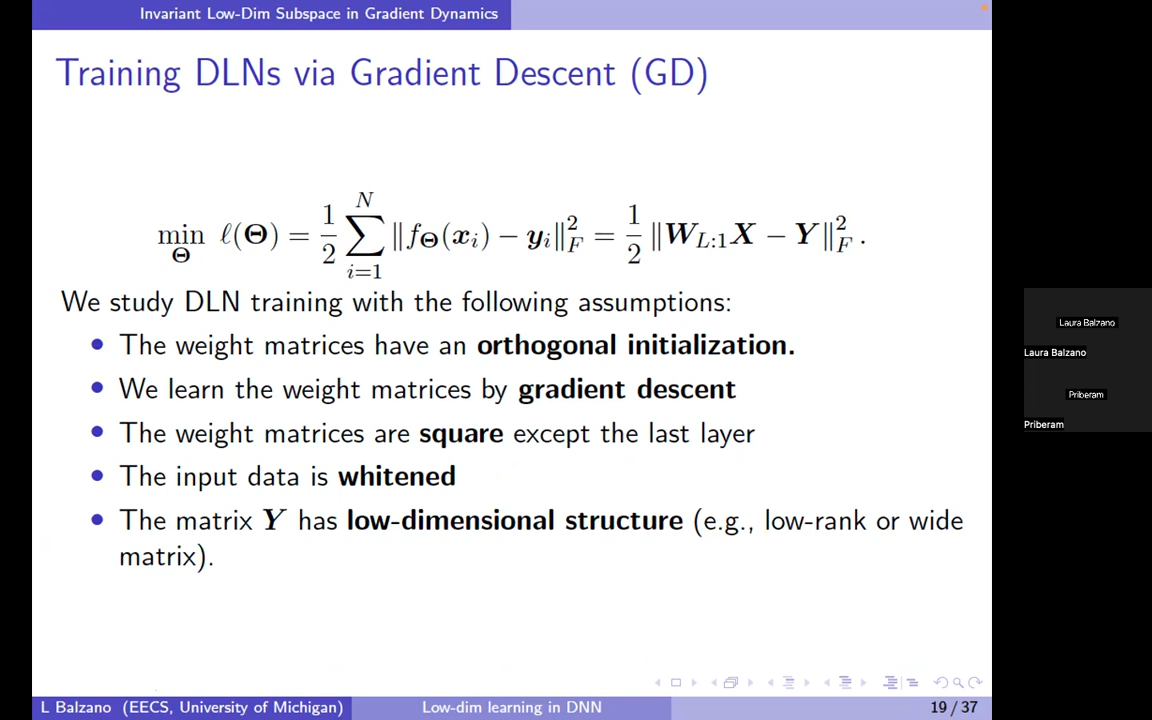 Invariant Low-Dim Subspace in Gradient Dynamics
Training DLNs via Gradient Descent (GD)
min_Θ ℓ(Θ) = 1/2 ∑_{i=1}^{N} ‖f_Θ(x_i) − y_i‖²_F = 1/2 ‖W_{L:1}X − Y‖²_F .
We study DLN training with the following assumptions:
• The weight matrices have an orthogonal initialization.
• We learn the weight matrices by gradient descent
• The weight matrices are square except the last layer
• The input data is whitened
• The matrix Y has low-dimensional structure (e.g., low-rank or wide
matrix).
L Balzano (EECS, University of Michigan)
Low-dim learning in DNN
19 / 37
Laura Balzano
Laura Balzano
Priberam
Priberam